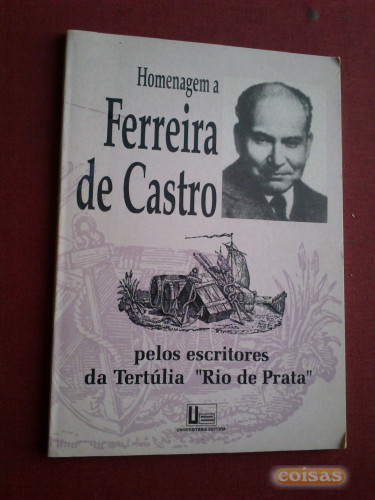 Homenagem a
Ferreira
de Castro
pelos escritores
da Tertúlia "Rio de Prata"
UNIVERSITÁRIA EDITORA
coisas